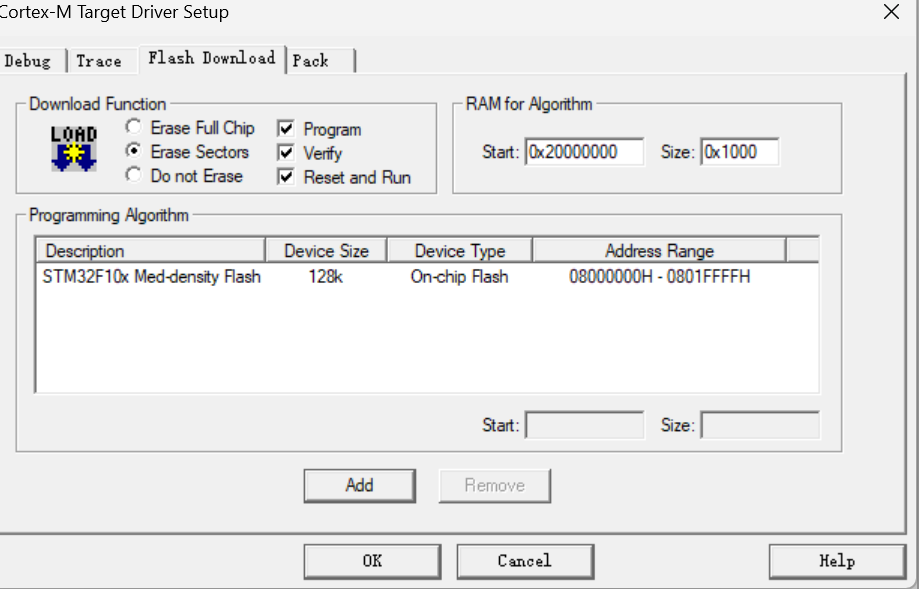 Cortex-M Target Driver Setup
Debug Trace Flash Download Pack
Download Function
LOAD
Erase Full Chip
Erase Sectors
Do not Erase
Program
Verify
Reset and Run
RAM for Algorithm
Start: 0x20000000 Size: 0x1000
Programming Algorithm
Description Device Size Device Type Address Range
STM32F10x Med-density Flash 128k On-chip Flash 08000000H - 0801FFFFH
Start: Size:
Add Remove
OK Cancel Help